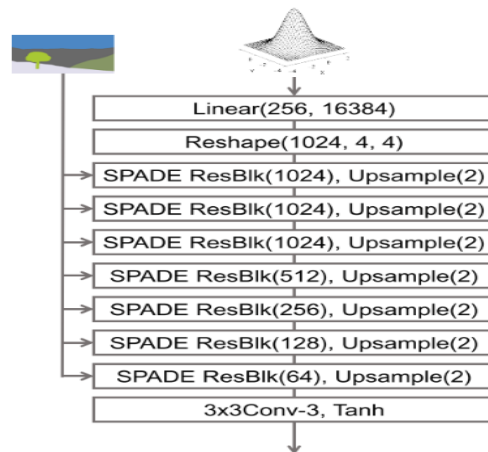 Linear(256, 16384)
Reshape(1024, 4, 4)
SPADE ResBlk(1024), Upsample(2)
SPADE ResBlk(1024), Upsample(2)
SPADE ResBlk(1024), Upsample(2)
SPADE ResBlk(512), Upsample(2)
SPADE ResBlk(256), Upsample(2)
SPADE ResBlk(128), Upsample(2)
SPADE ResBlk(64), Upsample(2)
3x3Conv-3, Tanh